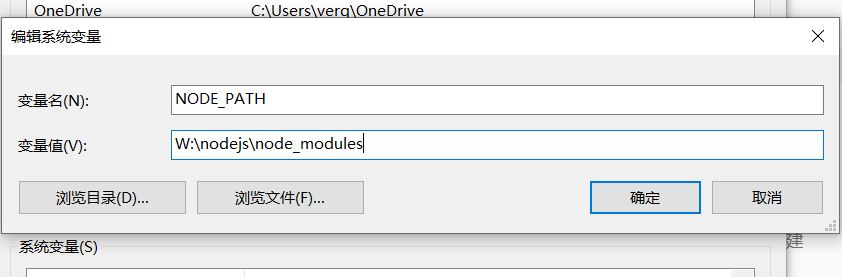 OneDrive C:\Users\verg\OneDrive
编辑系统变量
变量名(N): NODE_PATH
变量值(V): W:\nodejs\node_modules
浏览目录(D)... 浏览文件(F)... 确定 取消
系统变量(S)
建